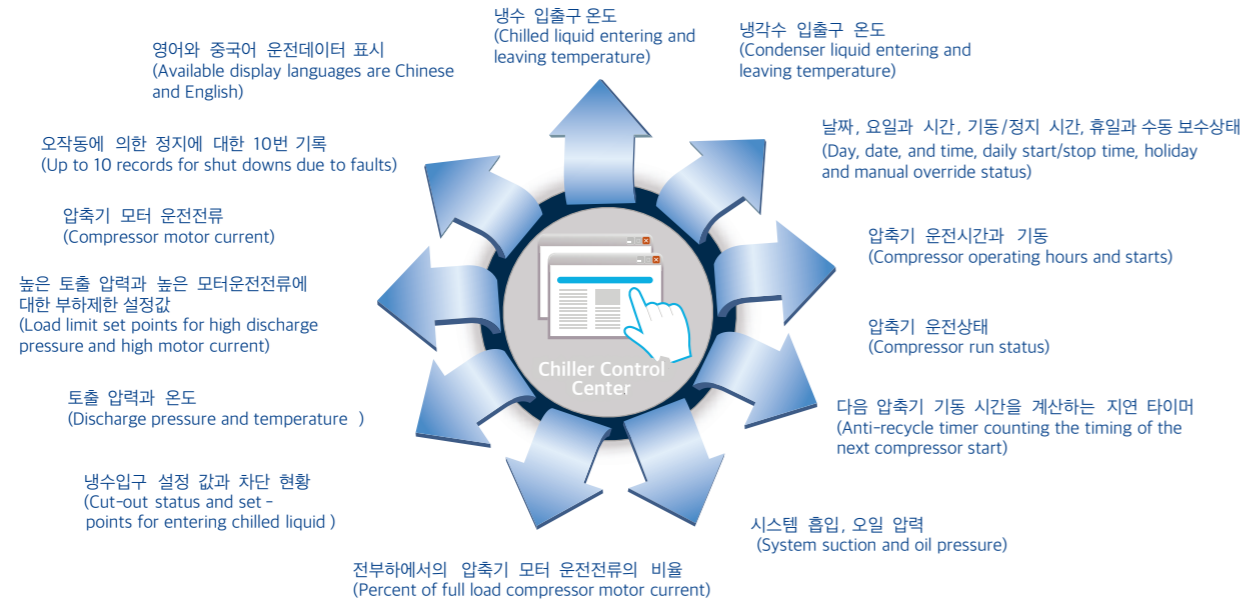 냉수 입출구 온도
(Chilled liquid entering and
leaving temperature)
냉각수 입출구 온도
(Condenser liquid entering and
leaving temperature)
영어와 중국어 운전데이터 표시
(Available display languages are Chinese
and English)
날짜, 요일과 시간, 기동/정지 시간, 휴일과 수동 보수상태
(Day, date, and time, daily start/stop time, holiday
and manual override status)
오작동에 의한 정지에 대한 10번 기록
(Up to 10 records for shut downs due to faults)
압축기 모터 운전전류
(Compressor motor current)
압축기 운전시간과 기동
(Compressor operating hours and starts)
높은 토출 압력과 높은 모터운전전류에
대한 부하제한 설정값
(Load limit set points for high discharge
pressure and high motor current)
압축기 운전상태
(Compressor run status)
Chiller Control
Center
토출 압력과 온도
(Discharge pressure and temperature )
다음 압축기 기동 시간을 계산하는 지연 타이머
(Anti-recycle timer counting the timing of the
next compressor start)
냉수입구 설정 값과 차단 현황
(Cut-out status and set -
points for entering chilled liquid )
시스템 흡입, 오일 압력
(System suction and oil pressure)
전부하에서의 압축기 모터 운전전류의 비율
(Percent of full load compressor motor current)